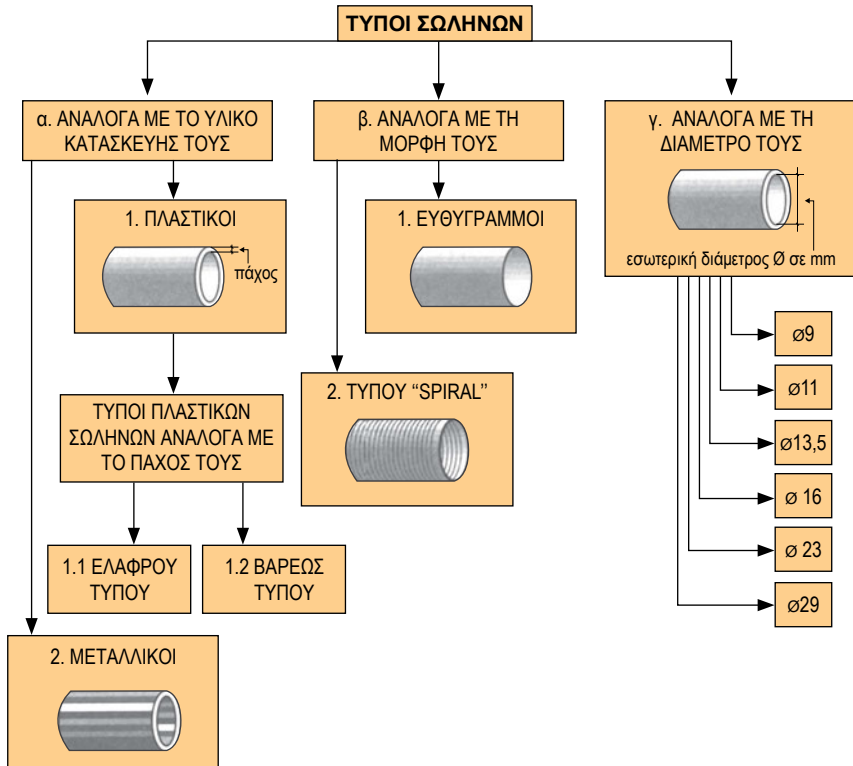 ΤΥΠΟΙ ΣΩΛΗΝΩΝ
α. ΑΝΑΛΟΓΑ ΜΕ ΤΟ ΥΛΙΚΟ
ΚΑΤΑΣΚΕΥΗΣ ΤΟΥΣ
1. ΠΛΑΣΤΙΚΟΙ
πάχος
ΤΥΠΟΙ ΠΛΑΣΤΙΚΩΝ
ΣΩΛΗΝΩΝ ΑΝΑΛΟΓΑ ΜΕ
ΤΟ ΠΑΧΟΣ ΤΟΥΣ
1.1 ΕΛΑΦΡΟΥ
ΤΥΠΟΥ
1.2 ΒΑΡΕΩΣ
ΤΥΠΟΥ
2. ΜΕΤΑΛΛΙΚΟΙ
β. ΑΝΑΛΟΓΑ ΜΕ ΤΗ
ΜΟΡΦΗ ΤΟΥΣ
1. ΕΥΘΥΓΡΑΜΜΟΙ
2. ΤΥΠΟΥ “SPIRAL”
γ. ΑΝΑΛΟΓΑ ΜΕ ΤΗ
ΔΙΑΜΕΤΡΟ ΤΟΥΣ
εσωτερική διάμετρος Ø σε mm
Ø9
Ø11
Ø13,5
Ø 16
Ø 23
Ø29